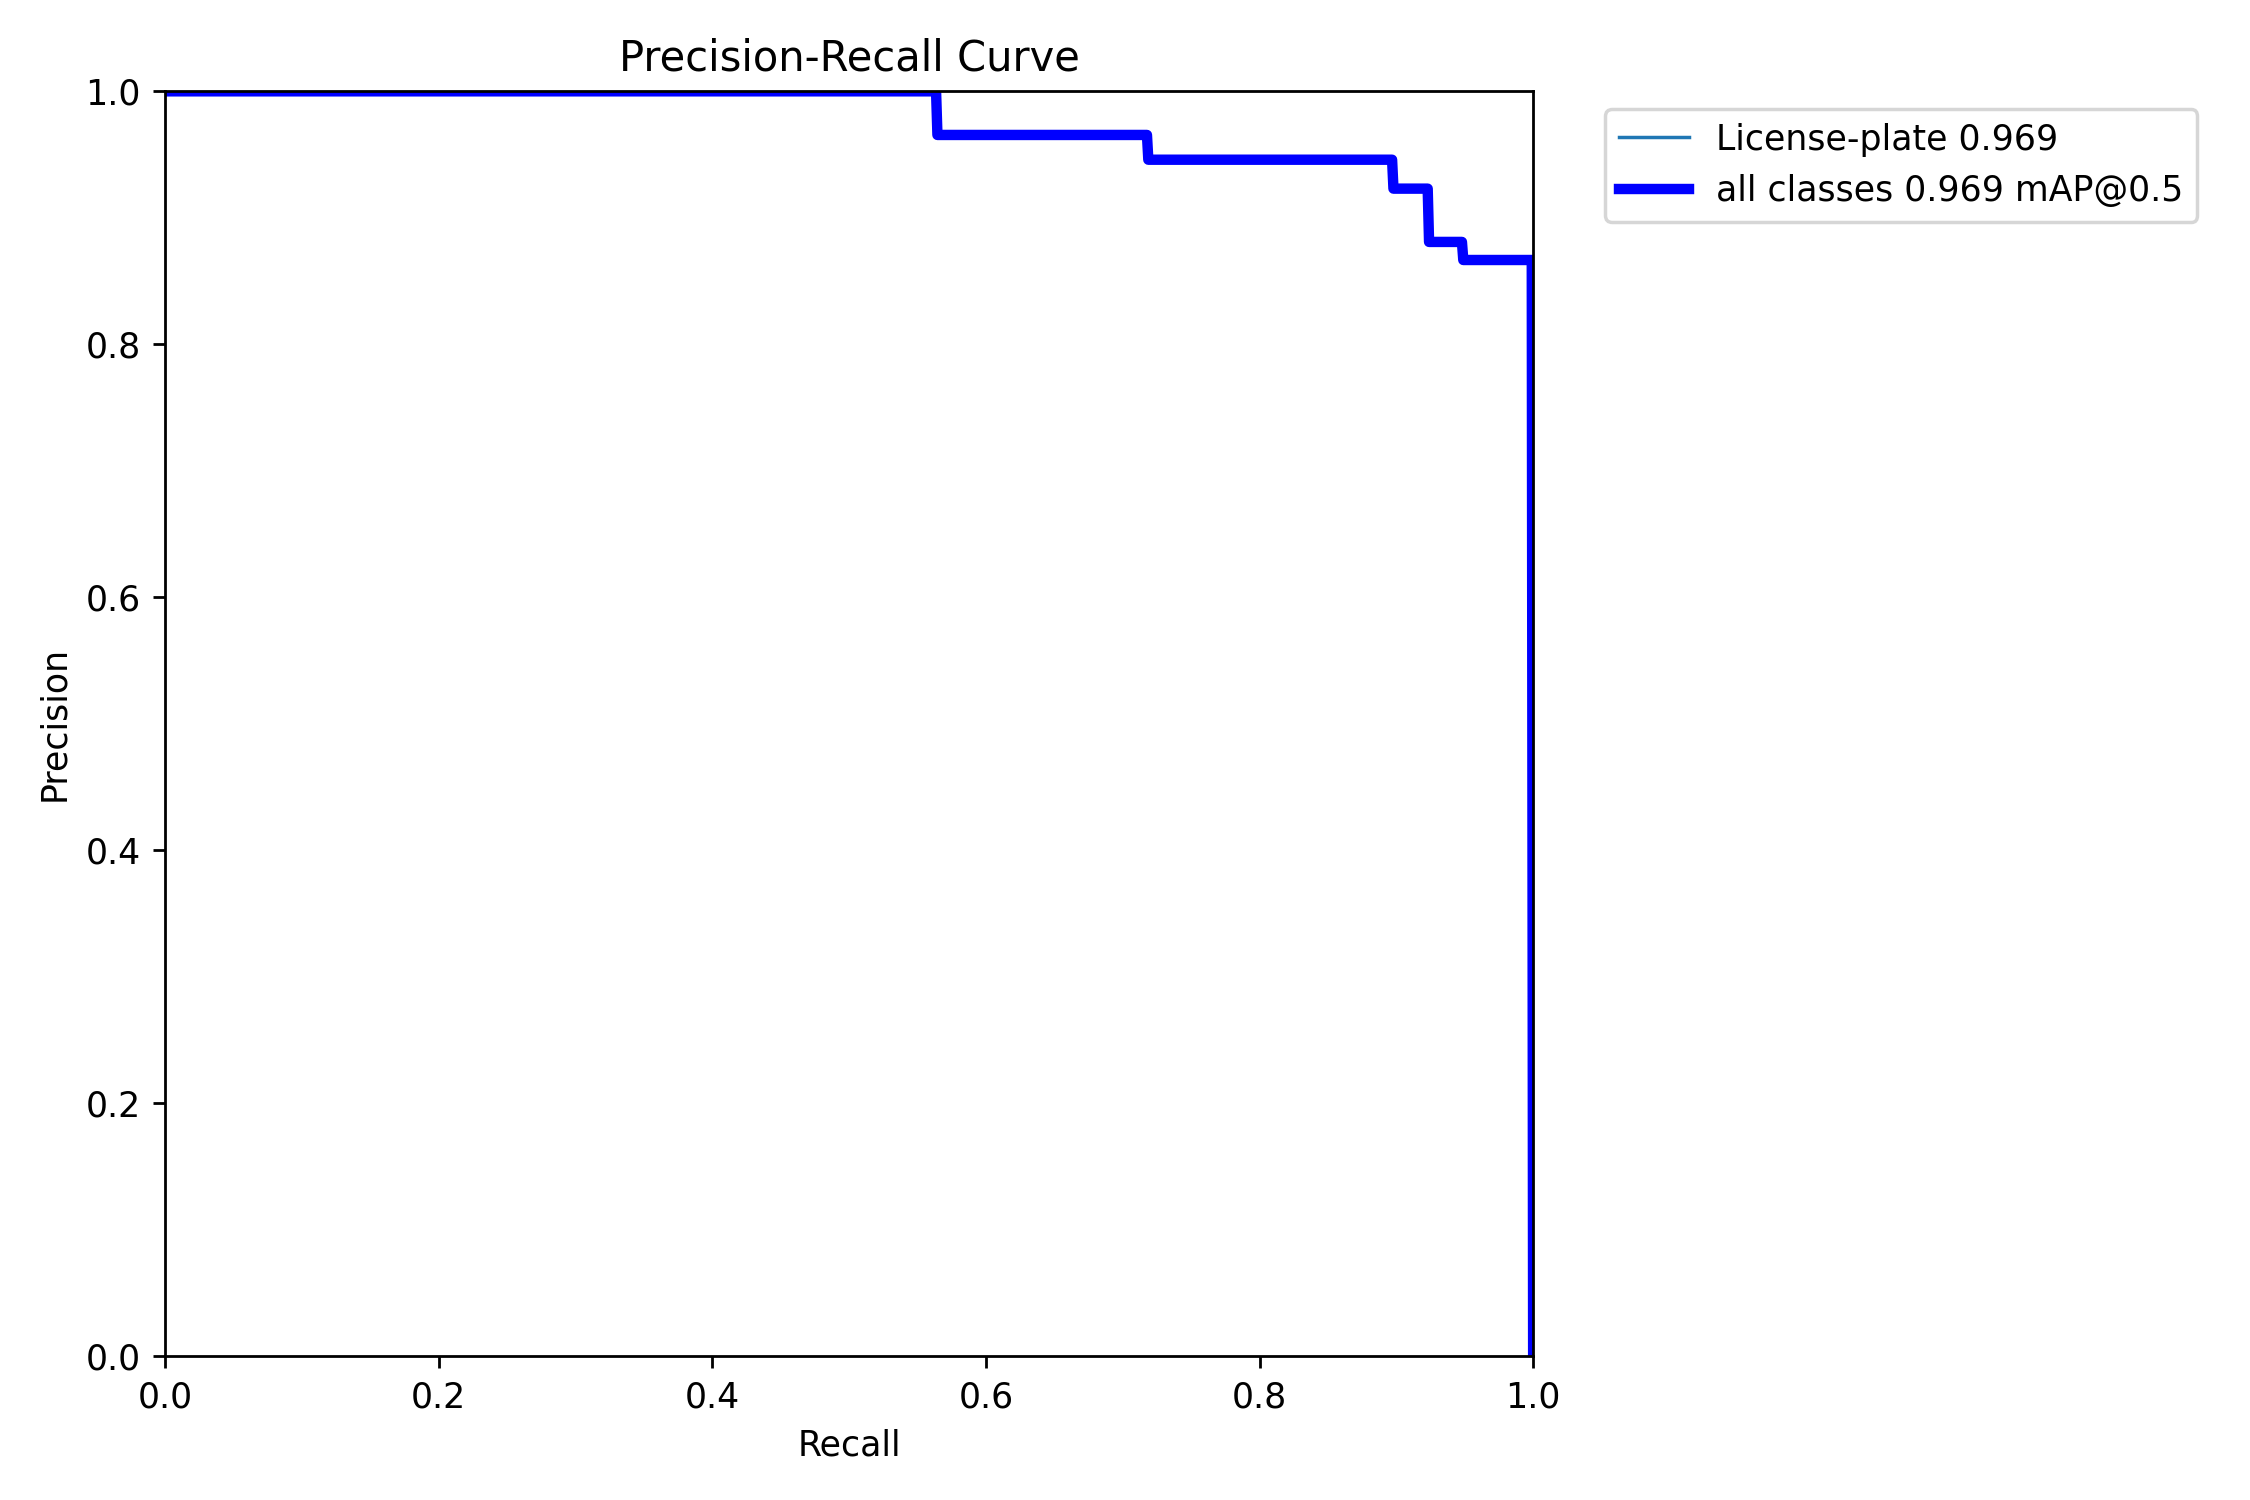 Precision-Recall Curve
License-plate 0.969
all classes 0.969 mAP@0.5
1.0
0.8
0.6
0.4
0.2
0.0
Precision
0.0 0.2 0.4 0.6 0.8 1.0
Recall